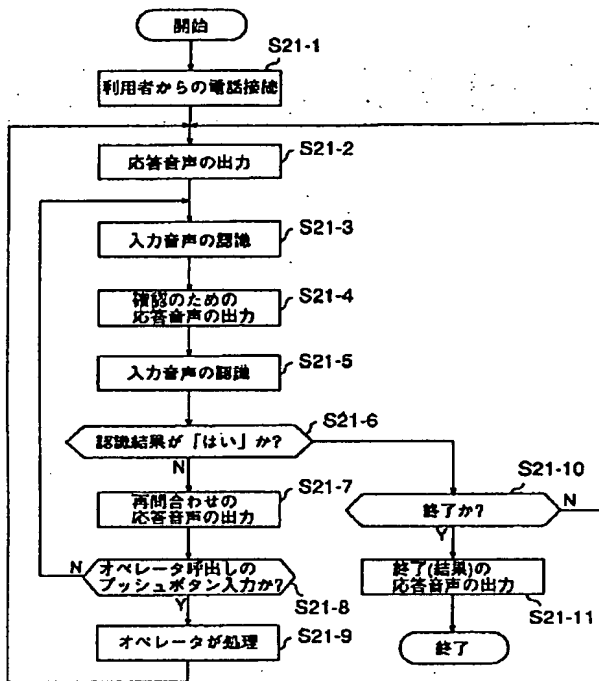 開始
S21-1
利用者からの電話接続
S21-2
応答音声の出力
S21-3
入力音声の認識
S21-4
確認のための
応答音声の出力
S21-5
入力音声の認識
S21-6
認識結果が「はい」か?
N
S21-7
再問合わせの
応答音声の出力
N
オペレータ呼出しの
プッシュボタン入力か?
S21-8
Y
S21-9
オペレータが処理
S21-10
終了か?
N
Y
終了(結果)の
応答音声の出力
S21-11
終了